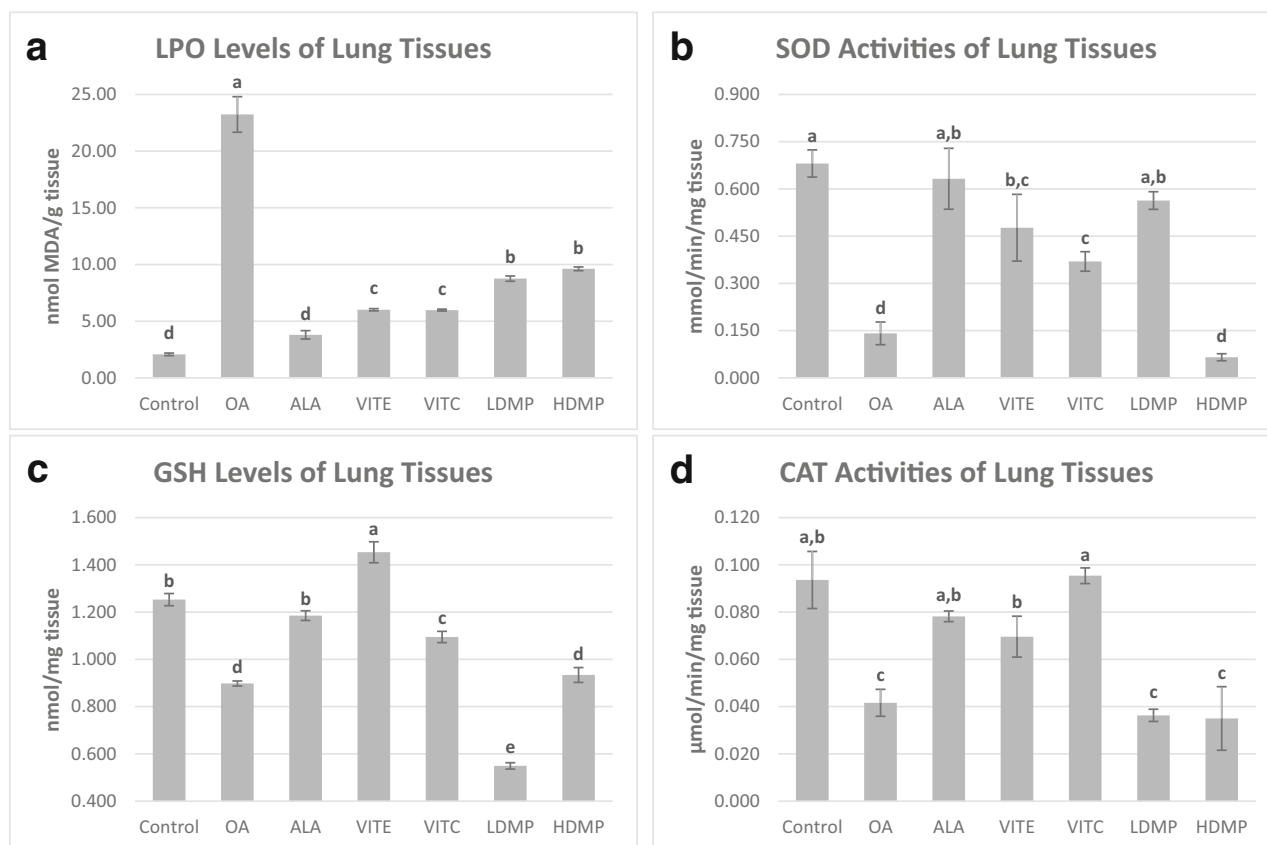 a
LPO Levels of Lung Tissues
nmol MDA/g tissue
25.00
20.00
15.00
10.00
5.00
0.00
d
a
d
c
c
b
b
Control OA ALA VITE VITC LDMP HDMP
b
SOD Activities of Lung Tissues
mmol/min/mg tissue
0.900
0.750
0.600
0.450
0.300
0.150
0.000
a
d
a,b
b,c
c
a,b
d
Control OA ALA VITE VITC LDMP HDMP
c
GSH Levels of Lung Tissues
nmol/mg tissue
1.600
1.400
1.200
1.000
0.800
0.600
0.400
b
d
b
a
c
e
d
Control OA ALA VITE VITC LDMP HDMP
d
CAT Activities of Lung Tissues
µmol/min/mg tissue
0.120
0.100
0.080
0.060
0.040
0.020
0.000
a,b
c
a,b
b
a
c
c
Control OA ALA VITE VITC LDMP HDMP